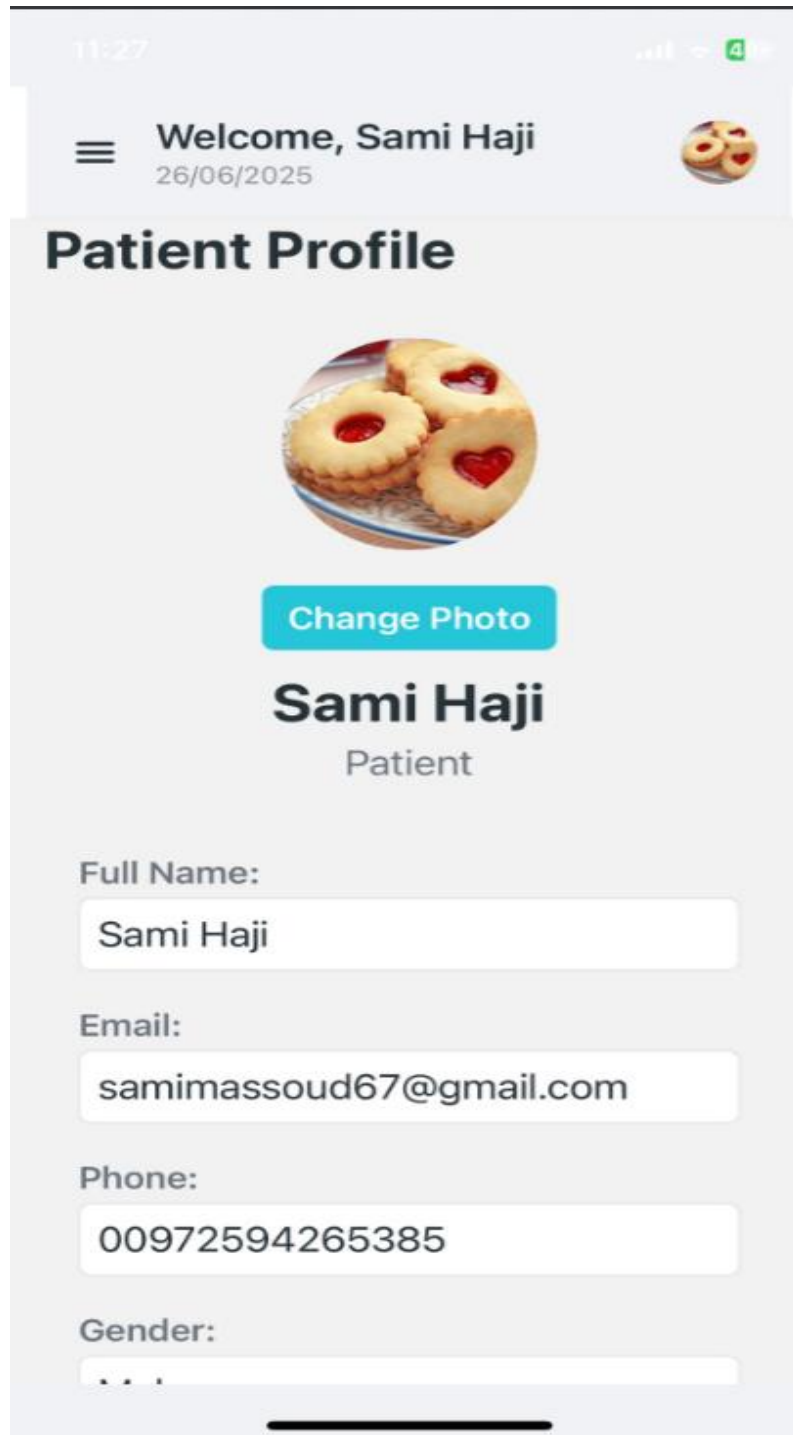 11:27
Welcome, Sami Haji
26/06/2025
Patient Profile
Change Photo
Sami Haji
Patient
Full Name:
Sami Haji
Email:
samimassoud67@gmail.com
Phone:
00972594265385
Gender: